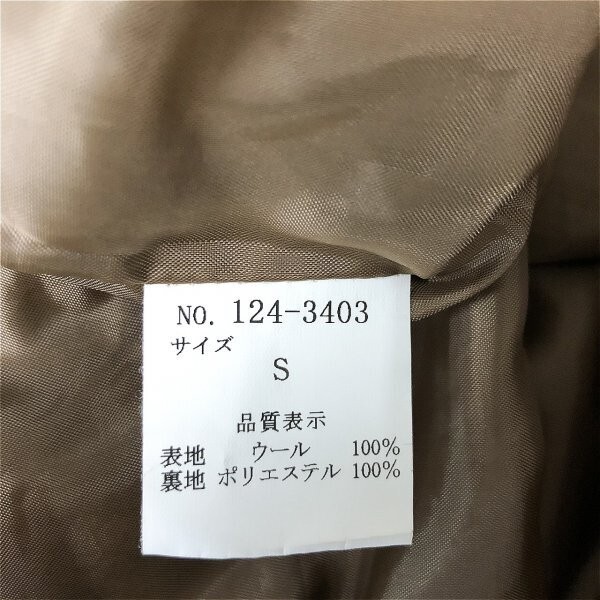 NO. 124-3403
サイズ
S
品質表示
表地 ウール 100%
裏地 ポリエステル 100%